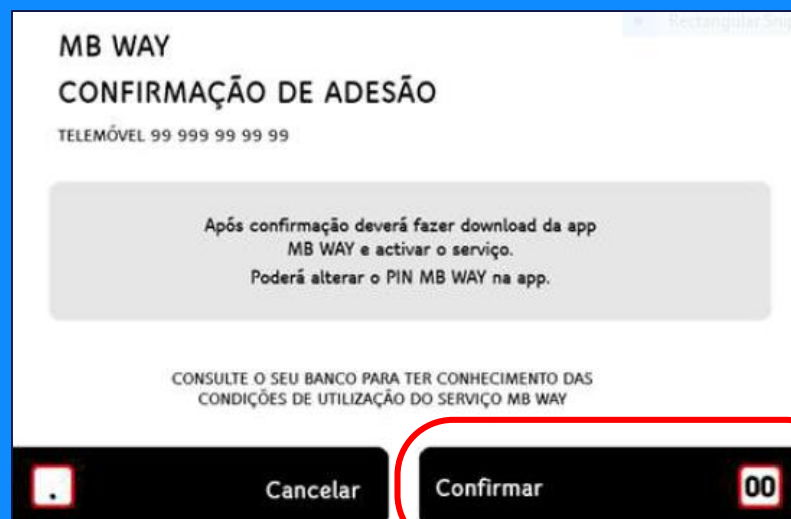 Rectangular Snip
MB WAY
CONFIRMAÇÃO DE ADESÃO
TELEMÓVEL 99 999 99 99 99
Após confirmação deverá fazer download da app
MB WAY e activar o serviço.
Poderá alterar o PIN MB WAY na app.
CONSULTE O SEU BANCO PARA TER CONHECIMENTO DAS
CONDIÇÕES DE UTILIZAÇÃO DO SERVIÇO MB WAY
. Cancelar Confirmar 00